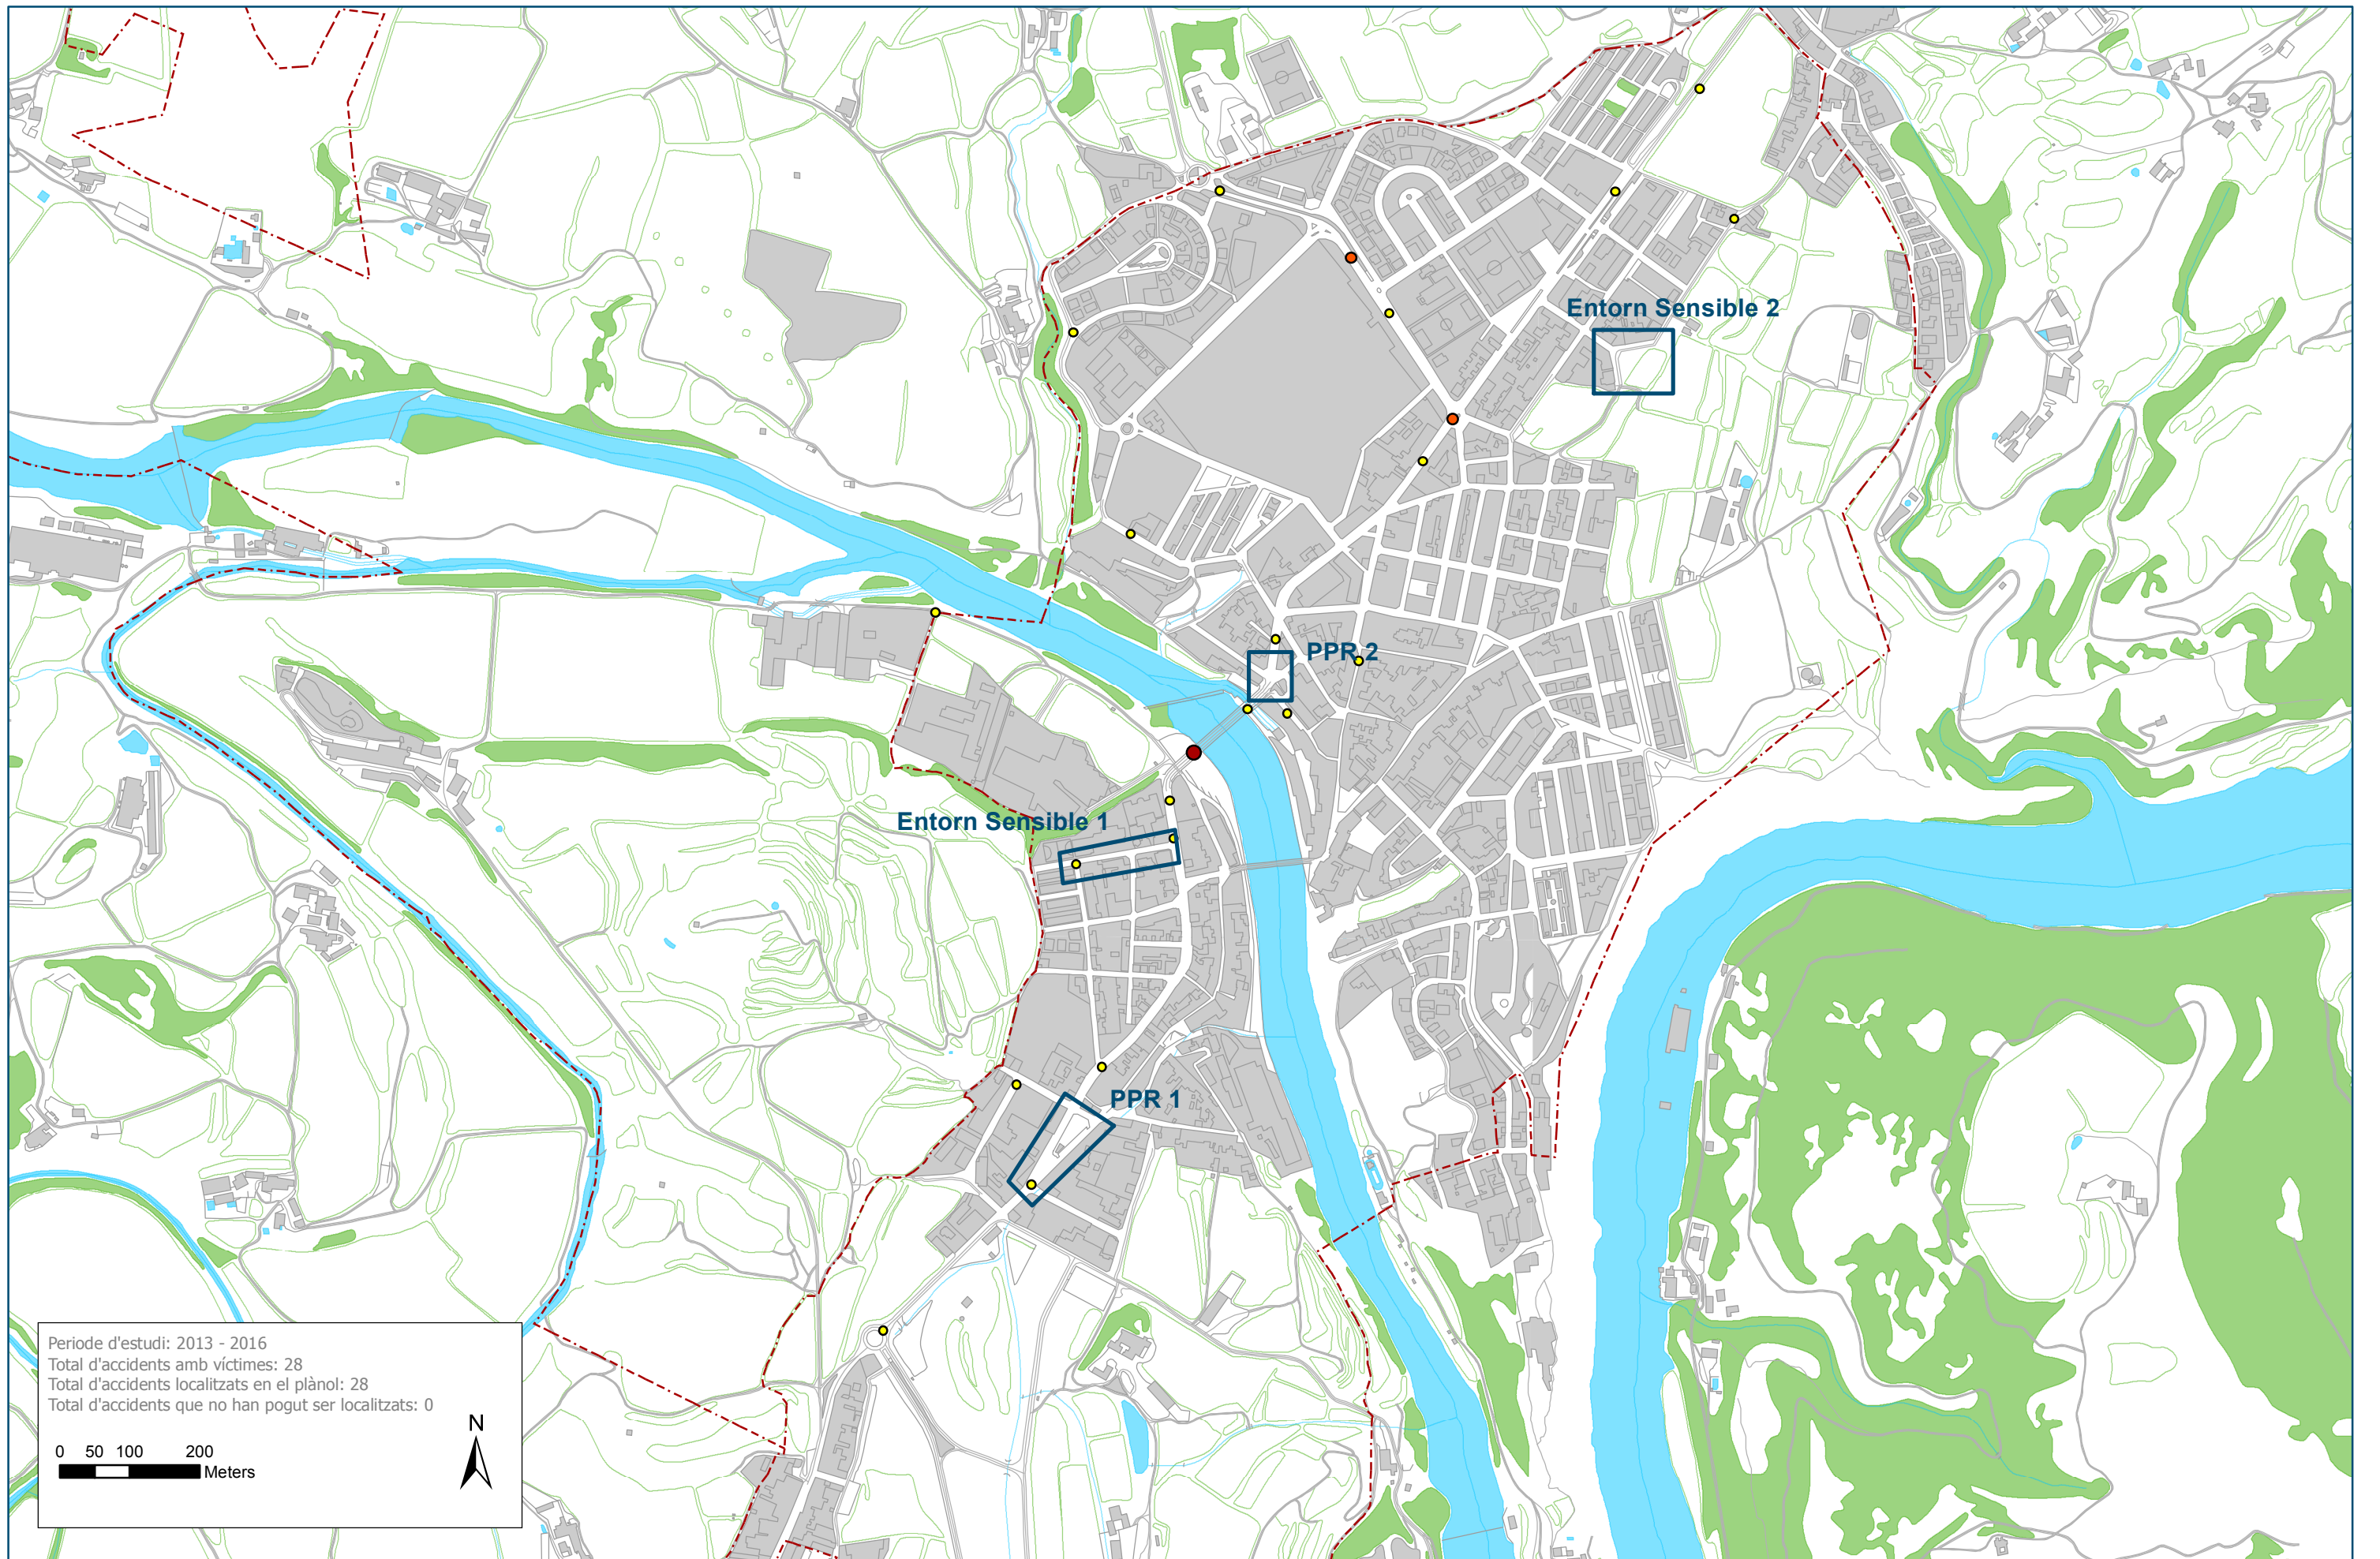 Entorn Sensible 2
PPR 2
Entorn Sensible 1
PPR 1
Periode d'estudi: 2013 - 2016
Total d'accidents amb víctimes: 28
Total d'accidents localitzats en el plànol: 28
Total d'accidents que no han pogut ser localitzats: 0
N
0 50 100 200
Meters